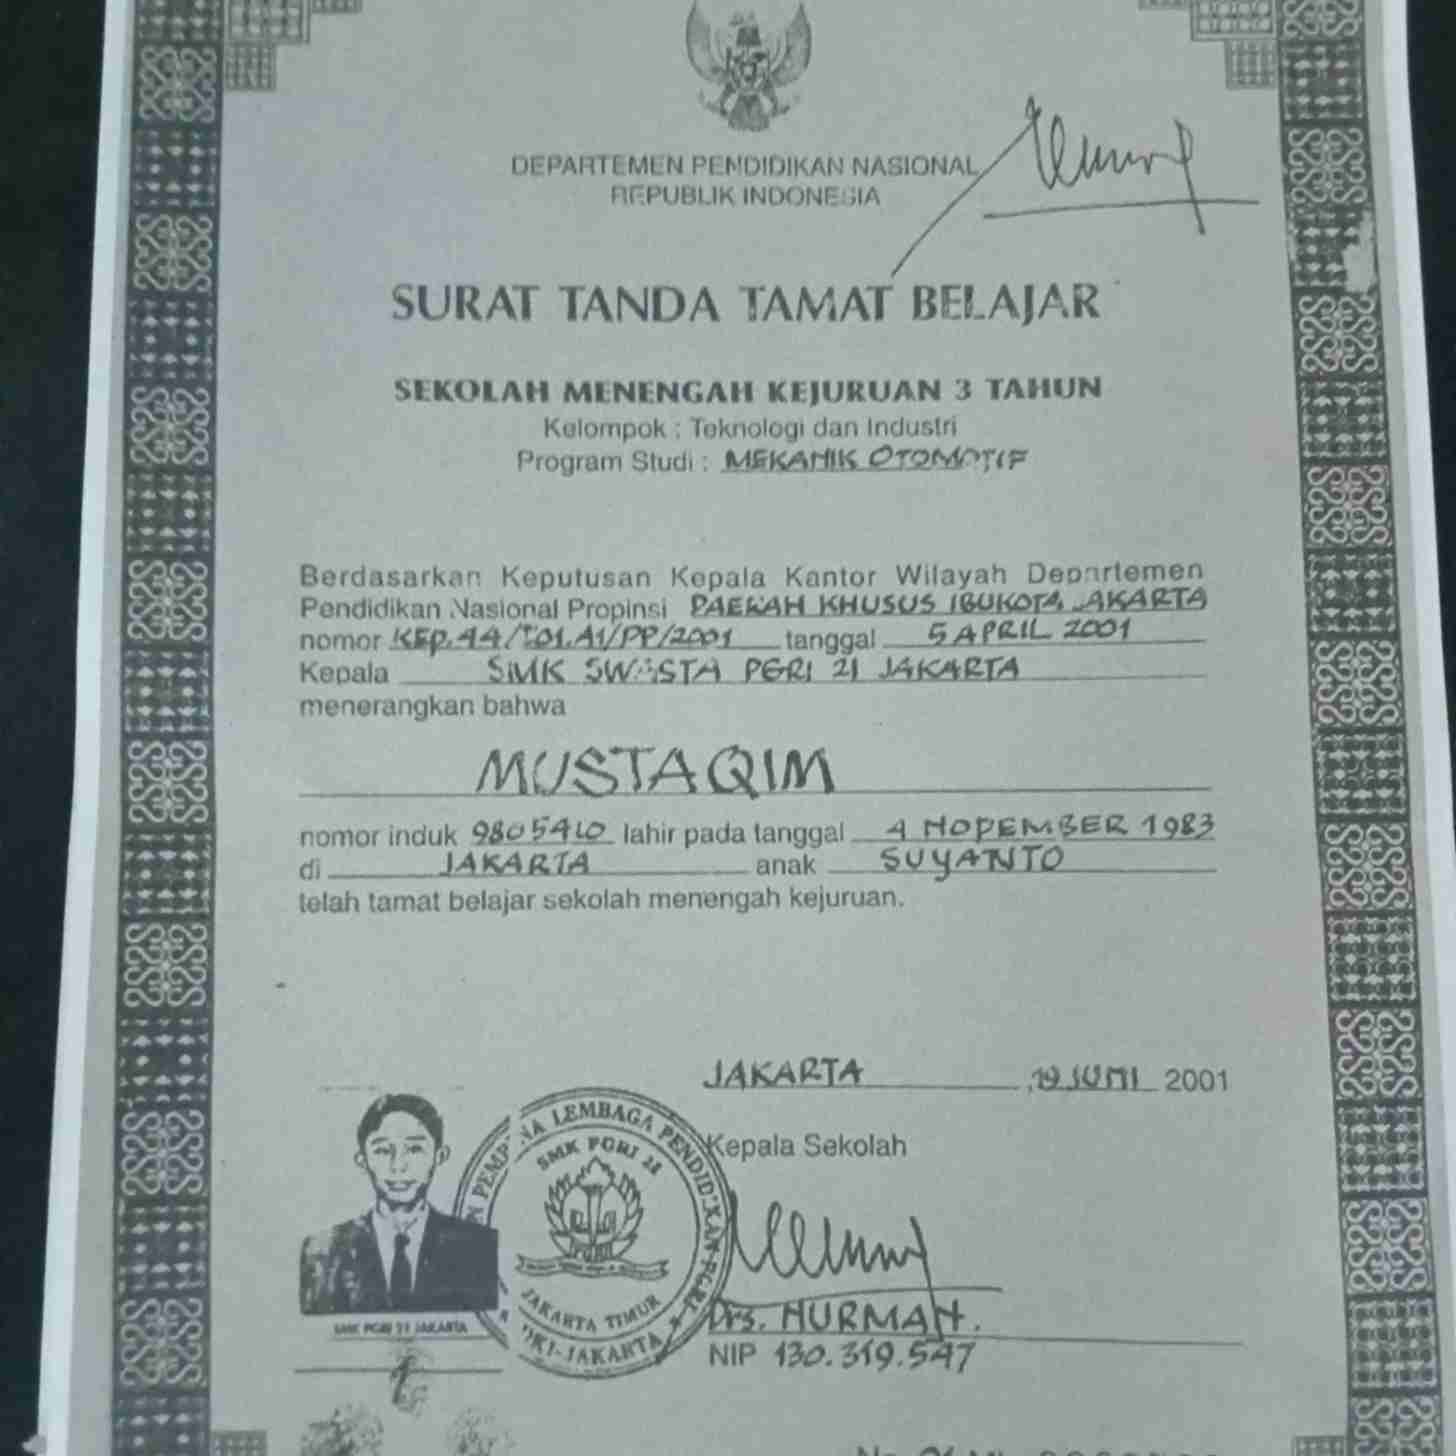 DEPARTEMEN PENDIDIKAN NASIONAL
REPUBLIK INDONESIA
SURAT TANDA TAMAT BELAJAR
SEKOLAH MENENGAH KEJURUAN 3 TAHUN
Kelompok : Teknologi dan Industri
Program Studi : MEKANIK OTOMOTIF
Berdasarkan Keputusan Kepala Kantor Wilayah Departemen
Pendidikan Nasional Propinsi DAERAH KHUSUS IBUKOTA JAKARTA
nomor KEP.44/I01.A1/PP/2001 tanggal 5 APRIL 2001
Kepala SMK SWASTA PGRI 21 JAKARTA
menerangkan bahwa
MUSTAQIM
nomor induk 9805410 lahir pada tanggal 4 NOPEMBER 1983
di JAKARTA anak SUYANTO
telah tamat belajar sekolah menengah kejuruan.
JAKARTA, 19 JUNI 2001
Kepala Sekolah
LEMBAGA PENDIDIKAN PGRI
SMK PGRI 21
PGRI
JAKARTA TIMUR
DKI-JAKARTA
SMK PGRI 21 JAKARTA
Drs. NURMAN.
NIP 130.319.547